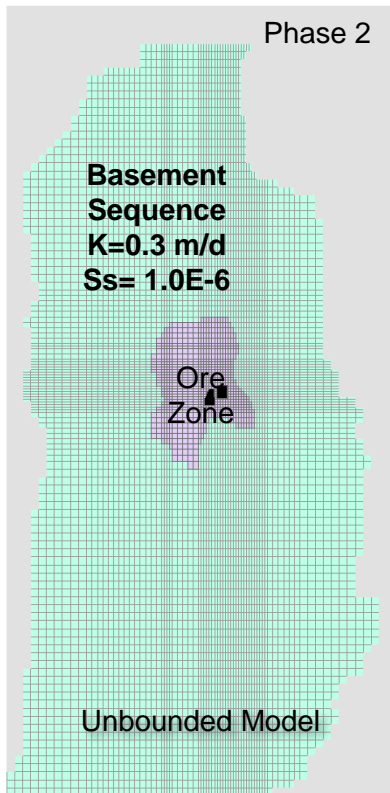 Phase 2
Basement
Sequence
K=0.3 m/d
Ss= 1.0E-6
Ore
Zone
Unbounded Model